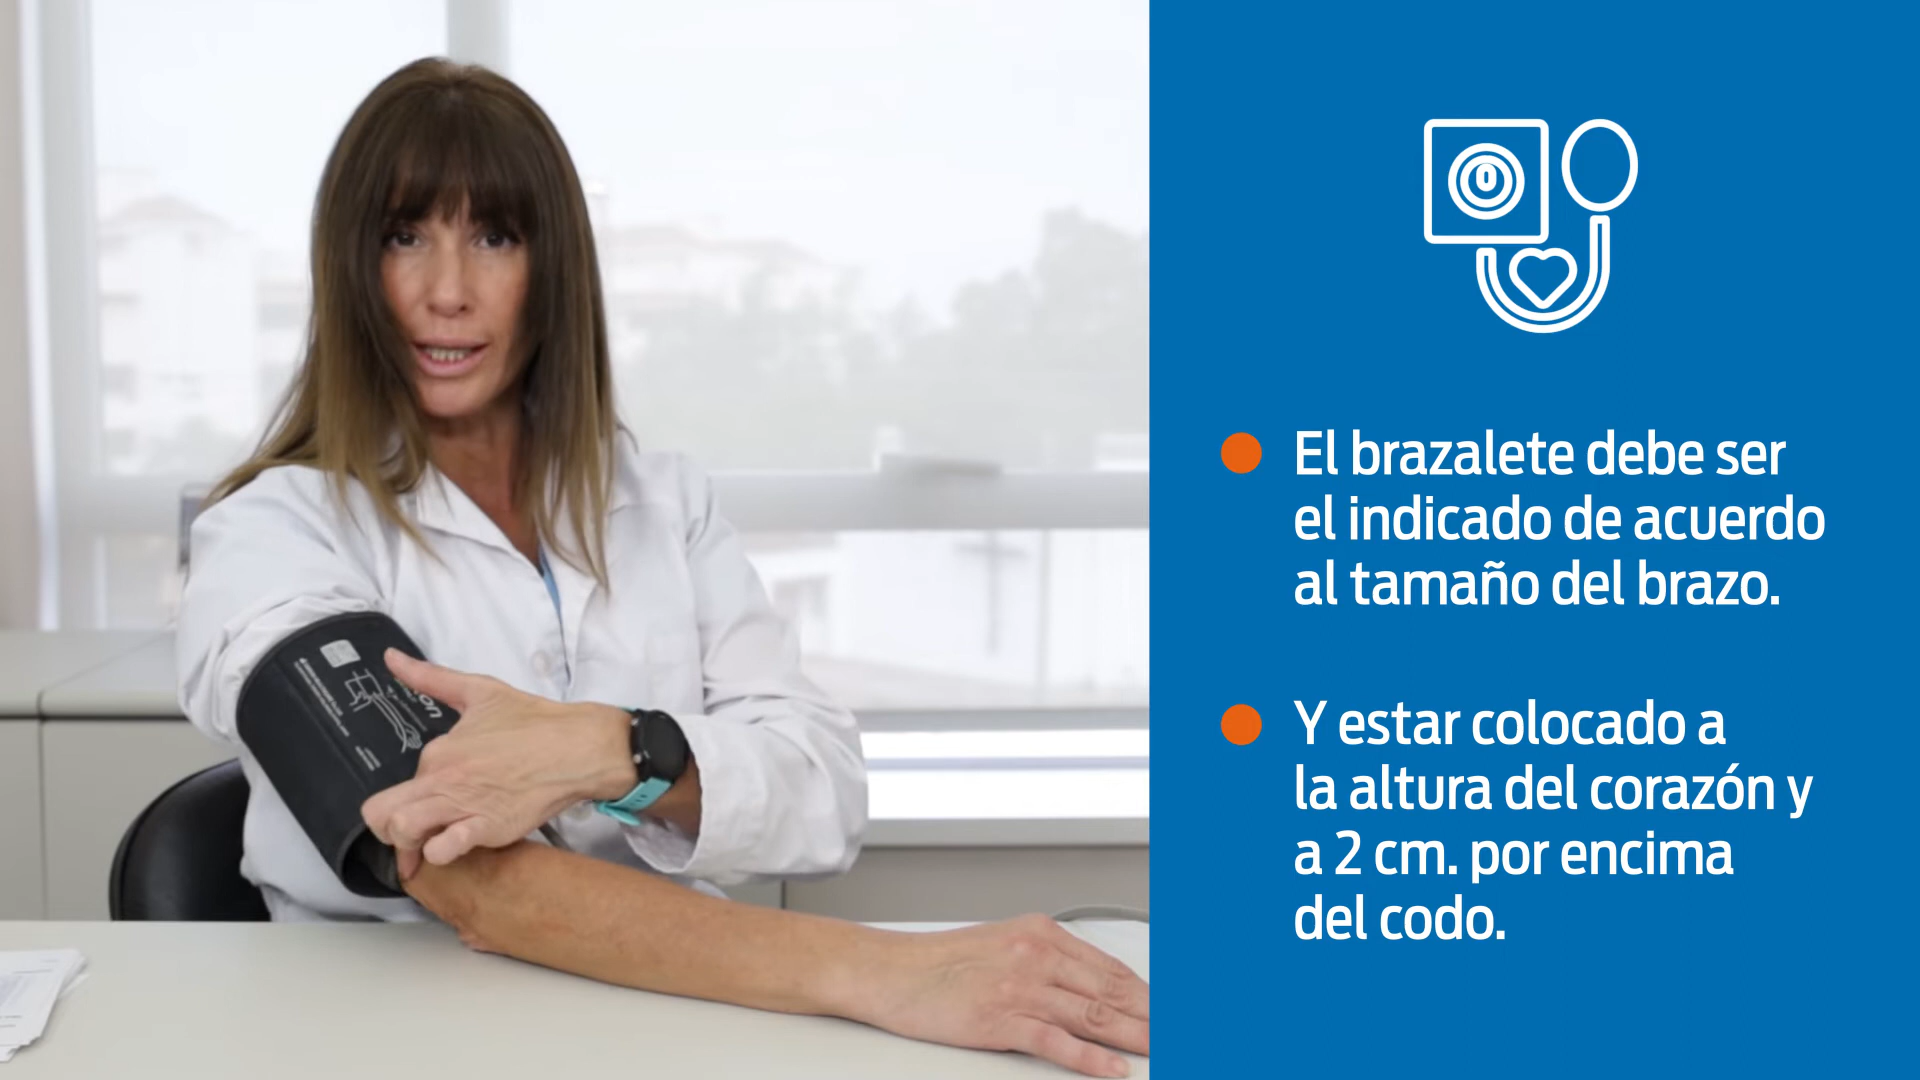 El brazalete debe ser
el indicado de acuerdo
al tamaño del brazo.
Y estar colocado a
la altura del corazón y
a 2 cm. por encima
del codo.